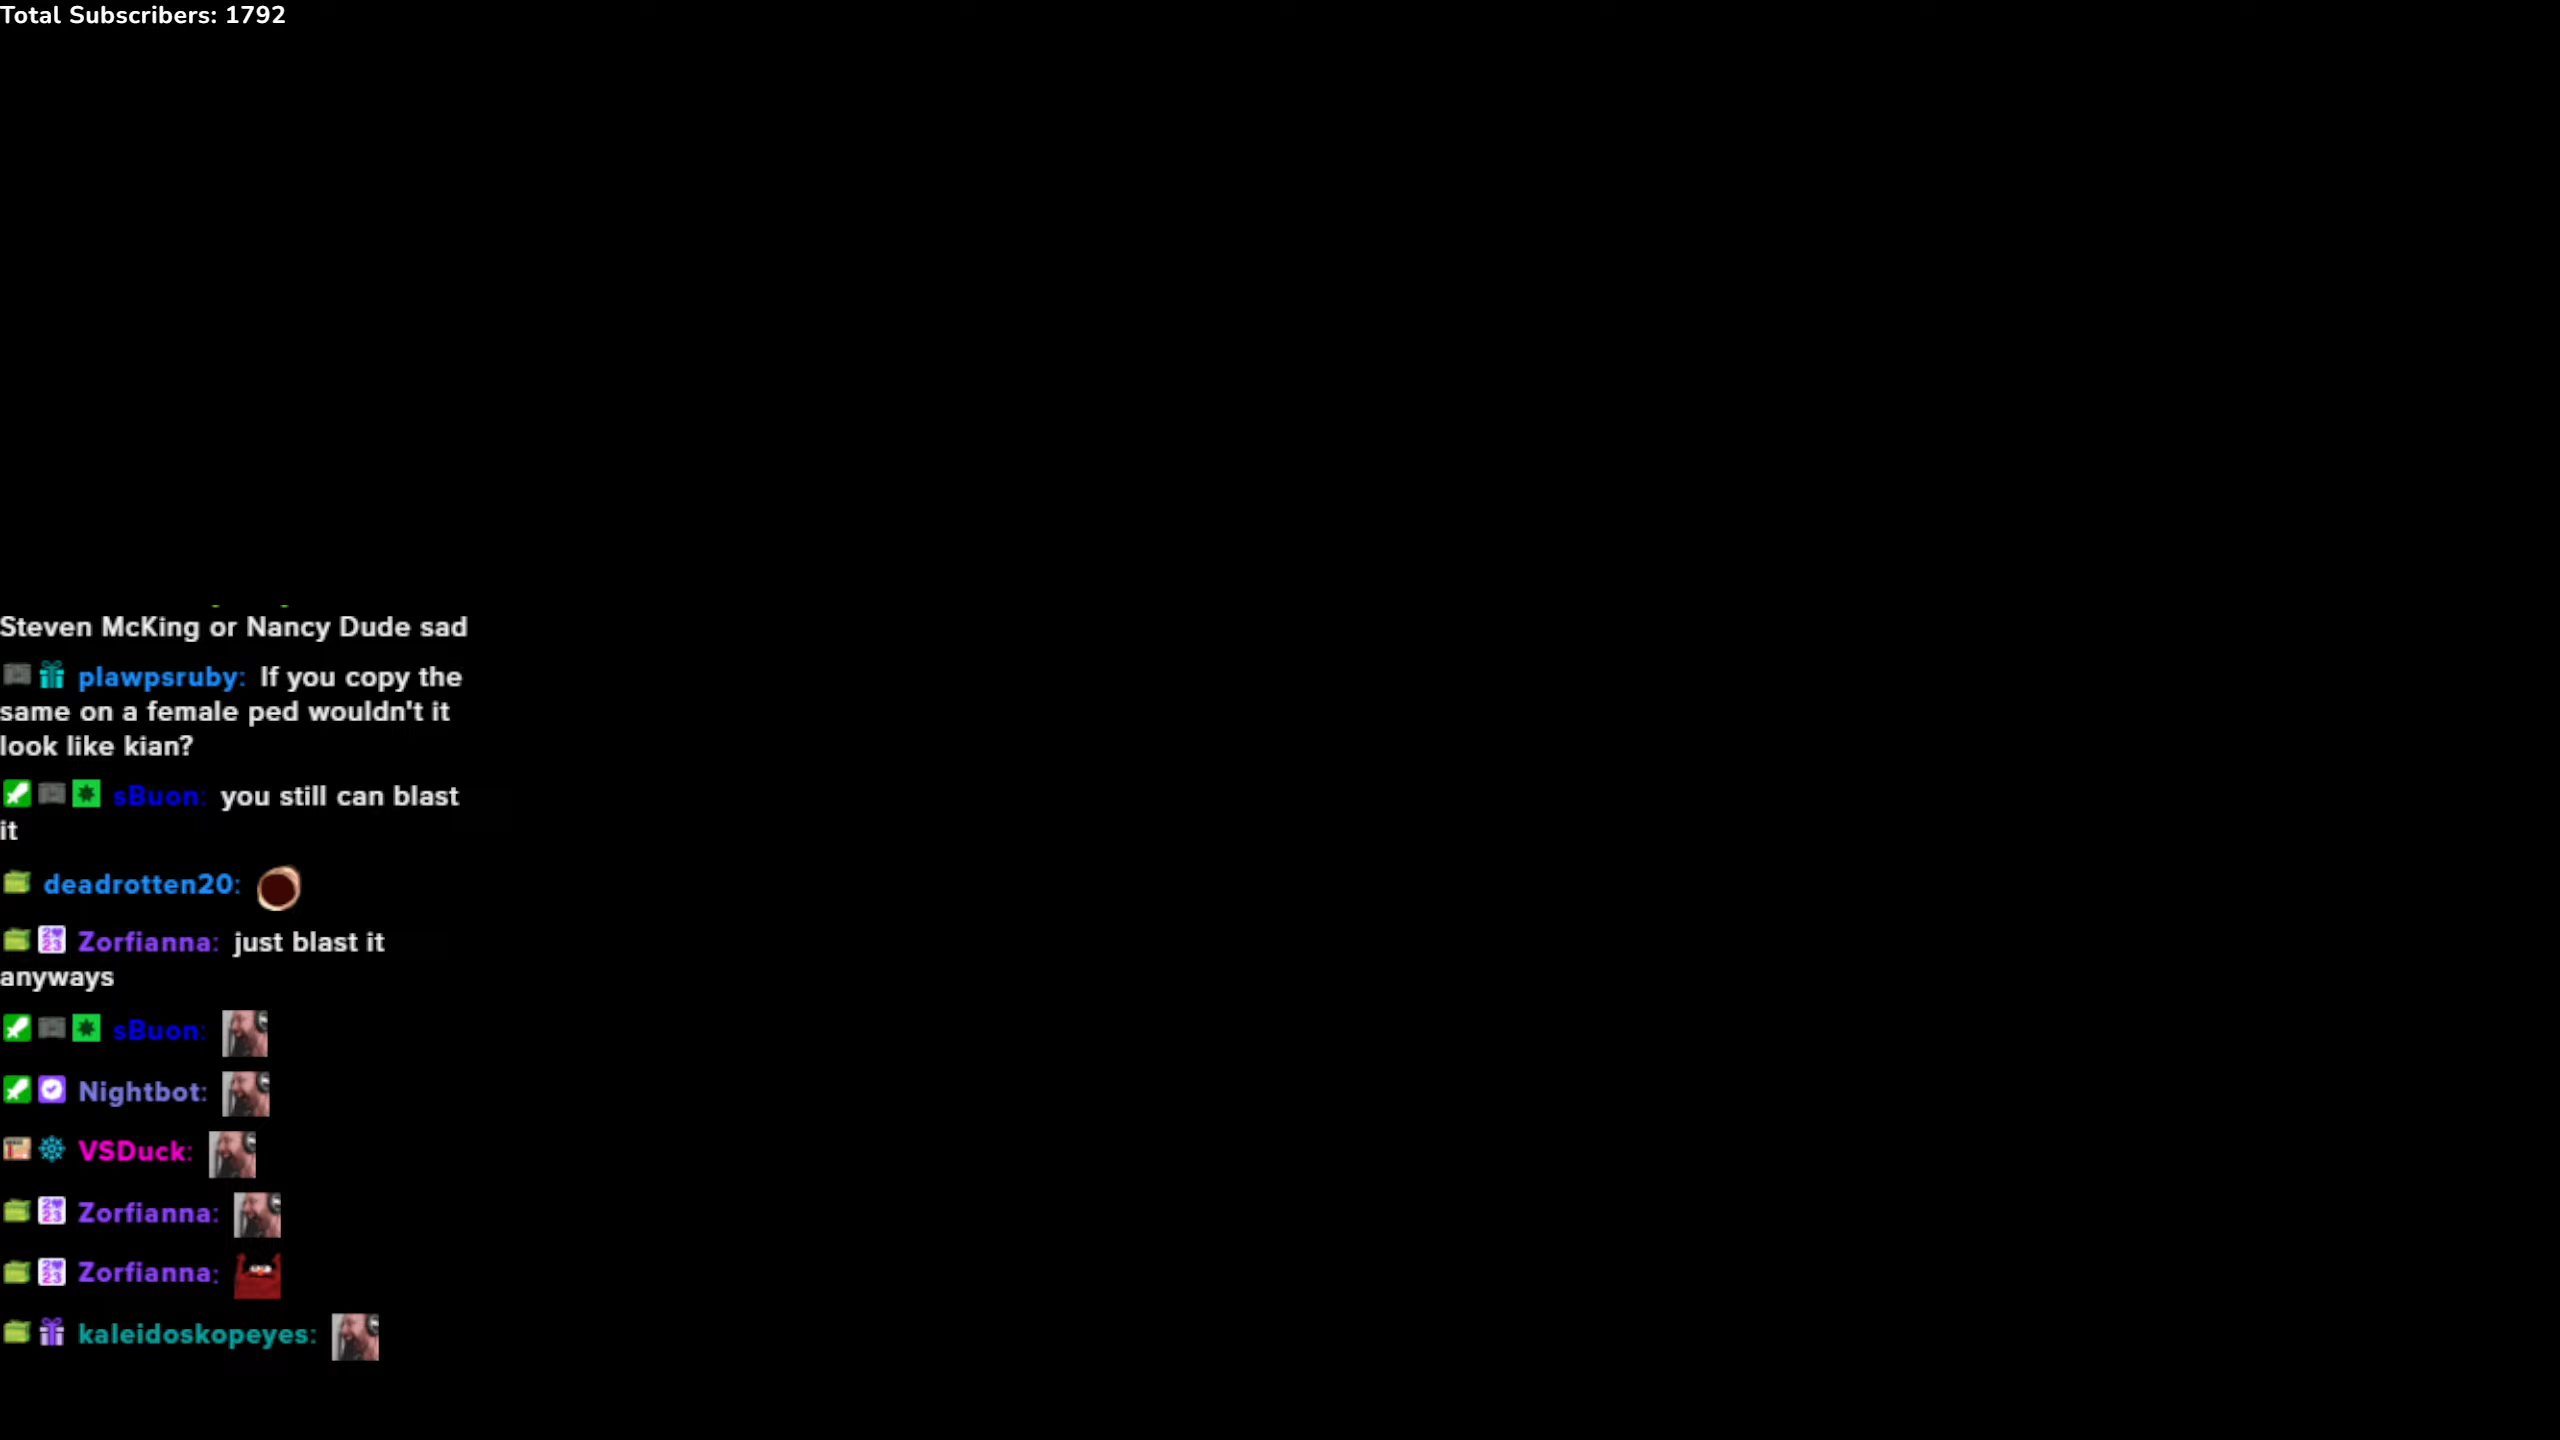 Total Subscribers: 1792
Steven McKing or Nancy Dude sad
plawpsruby: If you copy the
same on a female ped wouldn't it
look like kian?
sBuon: you still can blast
it
deadrotten20:
Zorfianna: just blast it
anyways
sBuon:
Nightbot:
VSDuck:
Zorfianna:
Zorfianna:
kaleidoskopeyes: